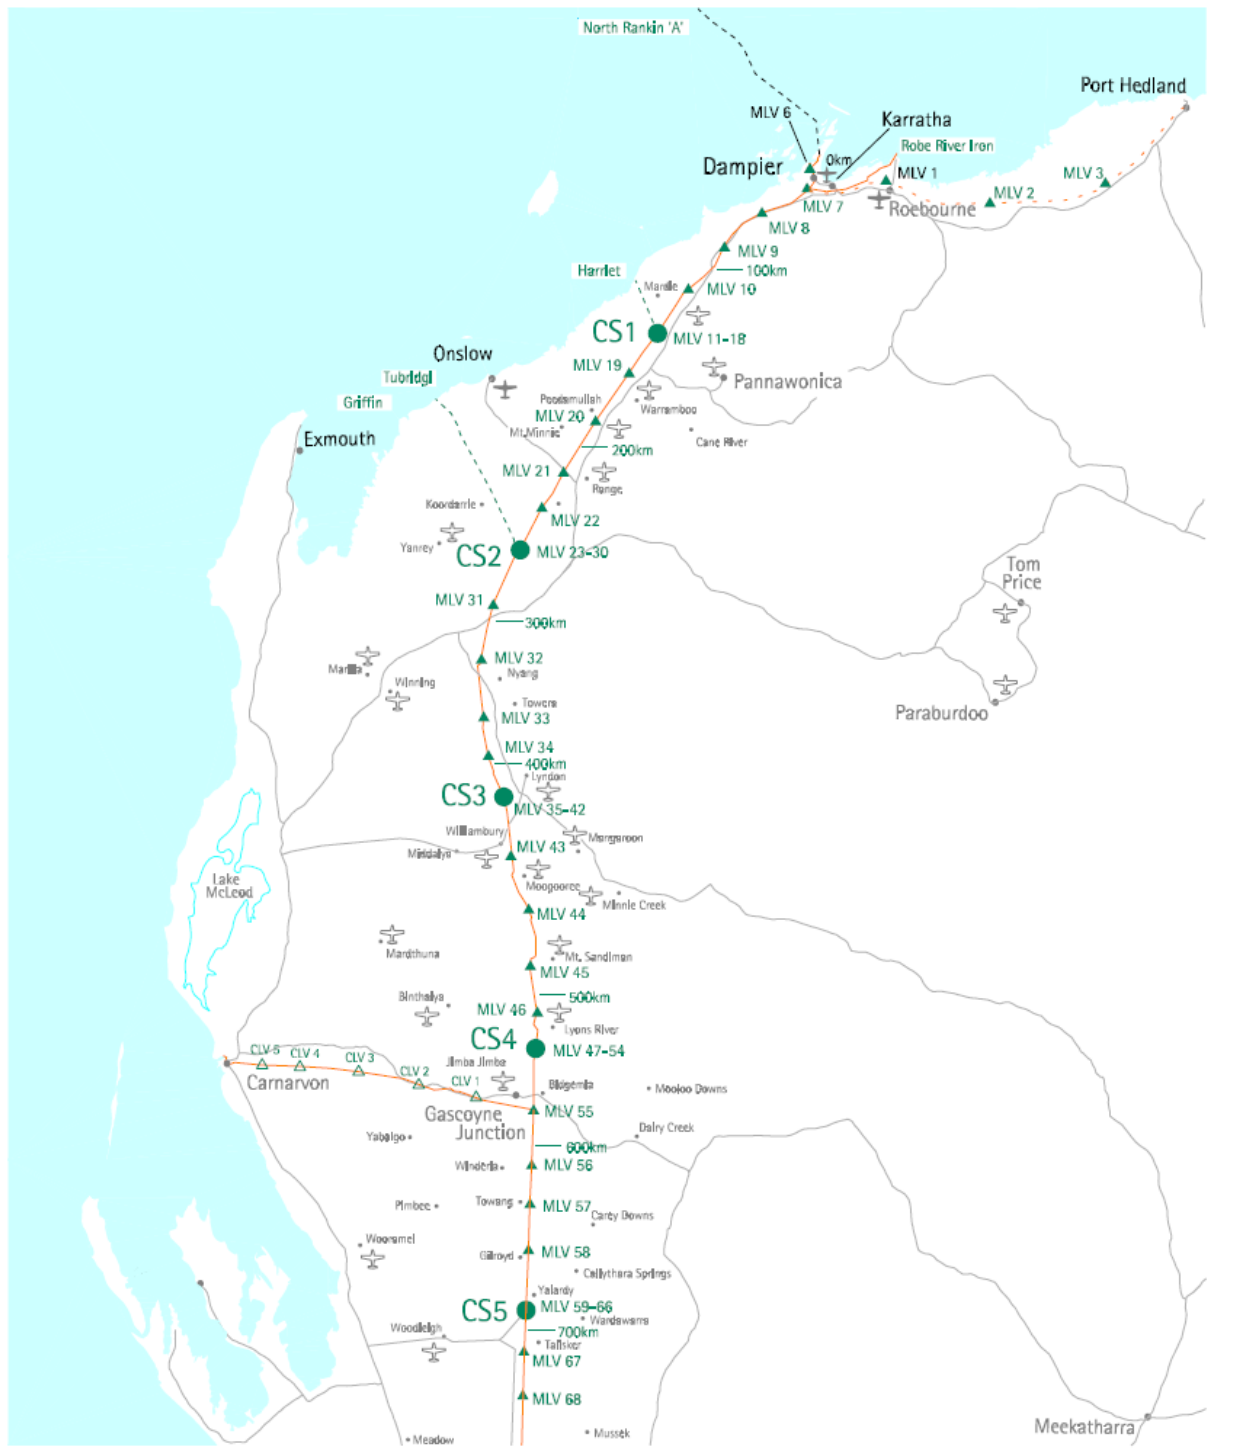 North Rankin 'A'
Port Hedland
MLV 6
Karratha
Robe River Iron
Dampier
0km
MLV 1
MLV 3
MLV 2
MLV 7
Roebourne
MLV 8
MLV 9
Harriet
100km
Mardie
MLV 10
CS1
MLV 11-18
Onslow
MLV 19
Tubridgi
Pannawonica
Griffin
Warramboo
MLV 20
Mt.Minnie
Cane River
Exmouth
200km
MLV 21
Range
Koordarrie
MLV 22
Yanrey
CS2
MLV 23-30
Tom
Price
MLV 31
300km
MLV 32
Nyang
Winning
Towera
Paraburdoo
MLV 33
MLV 34
400km
Lyndon
CS3
MLV 35-42
Williambury
Mangaroon
MLV 43
Middalya
Lake
McLeod
Moogooree
Minnie Creek
MLV 44
Mardthuna
Mt. Sandiman
MLV 45
Binthalya
500km
MLV 46
Lyons River
CS4
MLV 47-54
CLV 5
CLV 4
CLV 3
Jimba Jimba
CLV 2
CLV 1
Carnarvon
Bidgemia
Mooloo Downs
Gascoyne
Junction
MLV 55
Dairy Creek
Yabalgo
600km
Winderie
MLV 56
Pimbee
Towang
MLV 57
Carey Downs
Wooramel
MLV 58
Gilroyd
Callythara Springs
Yalardy
CS5
MLV 59-66
Wardawarra
Woodleigh
700km
Talisker
MLV 67
MLV 68
Meekatharra
Mussek
Meadow